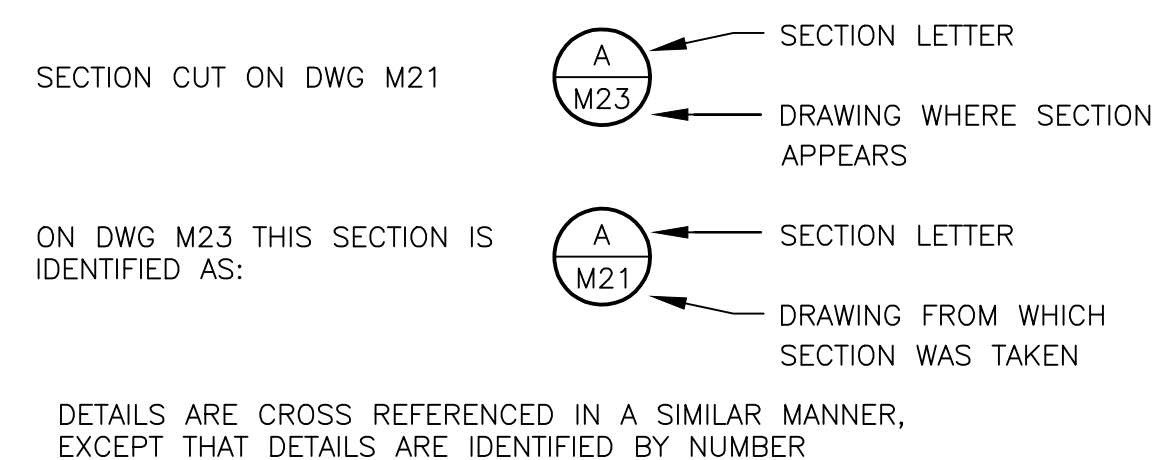 SECTION CUT ON DWG M21
A
M23
SECTION LETTER
DRAWING WHERE SECTION
APPEARS
ON DWG M23 THIS SECTION IS
IDENTIFIED AS:
A
M21
SECTION LETTER
DRAWING FROM WHICH
SECTION WAS TAKEN
DETAILS ARE CROSS REFERENCED IN A SIMILAR MANNER,
EXCEPT THAT DETAILS ARE IDENTIFIED BY NUMBER